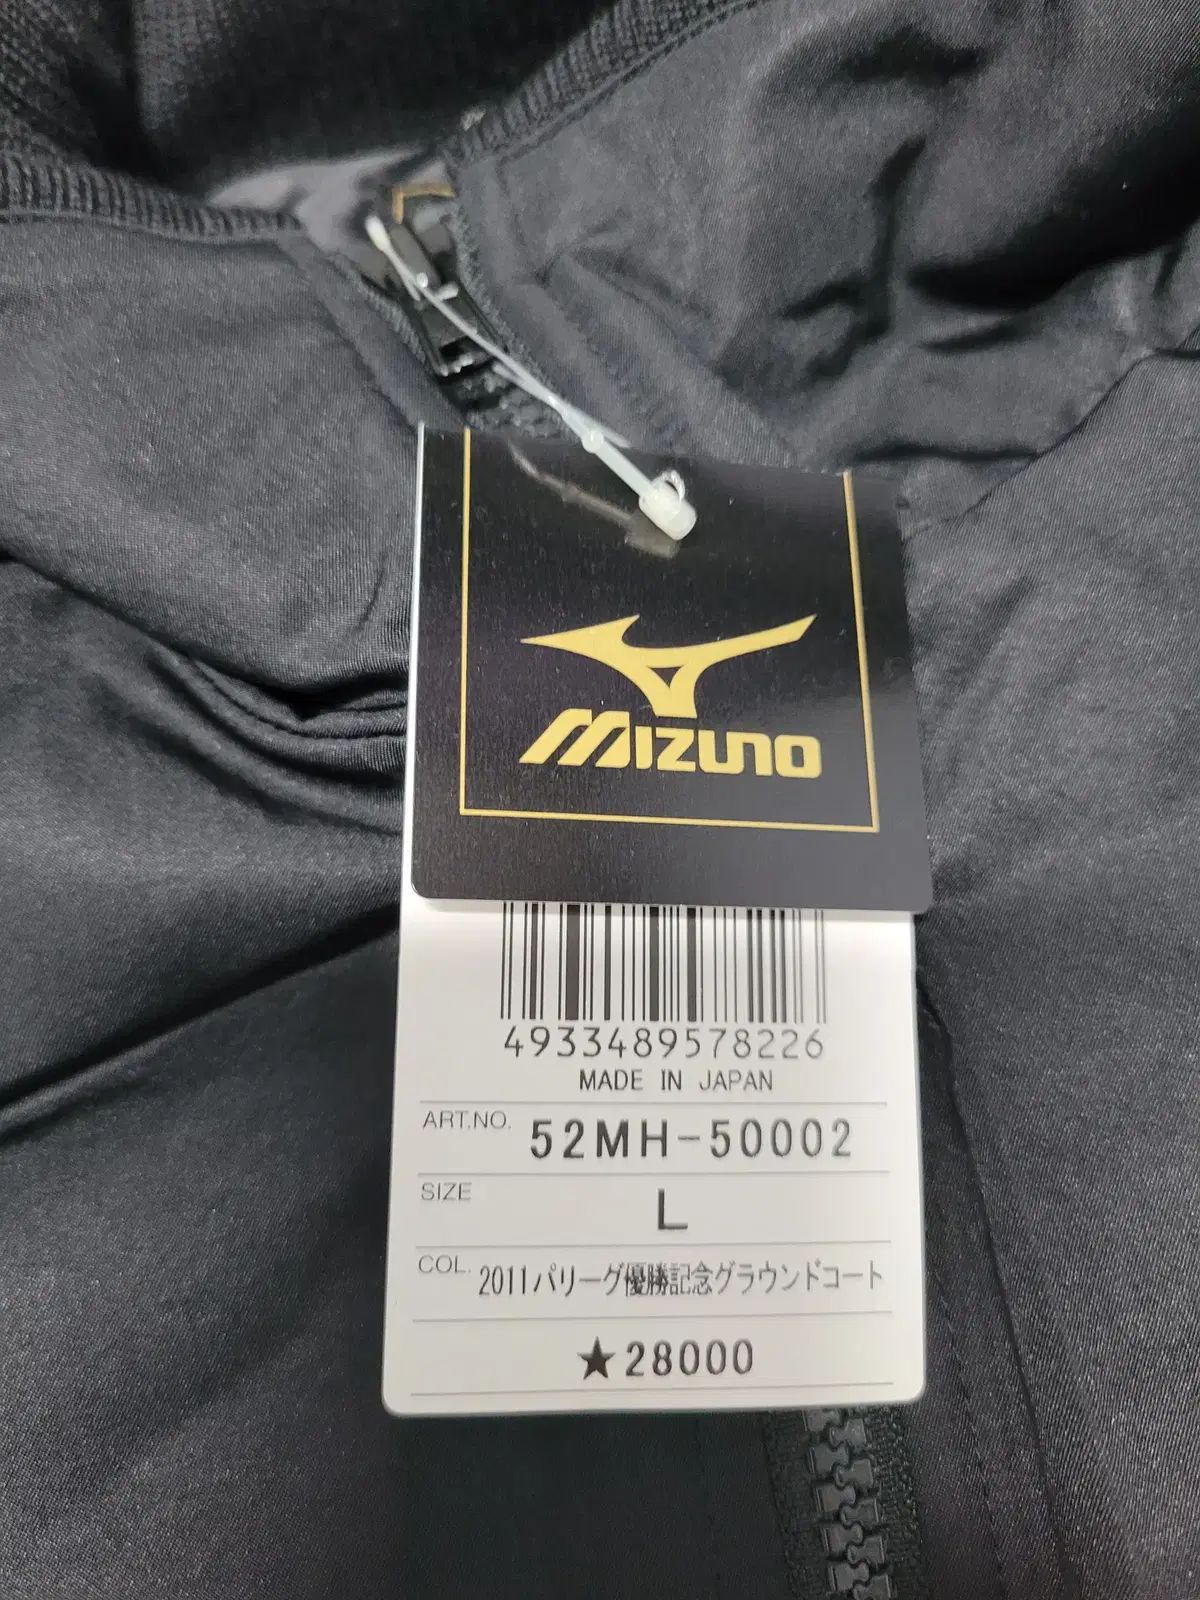 MIZUNO
4933489578226
MADE IN JAPAN
ART.NO. 52MH-50002
SIZE L
COL. 2011パリーグ優勝記念グラウンドコート
★28000